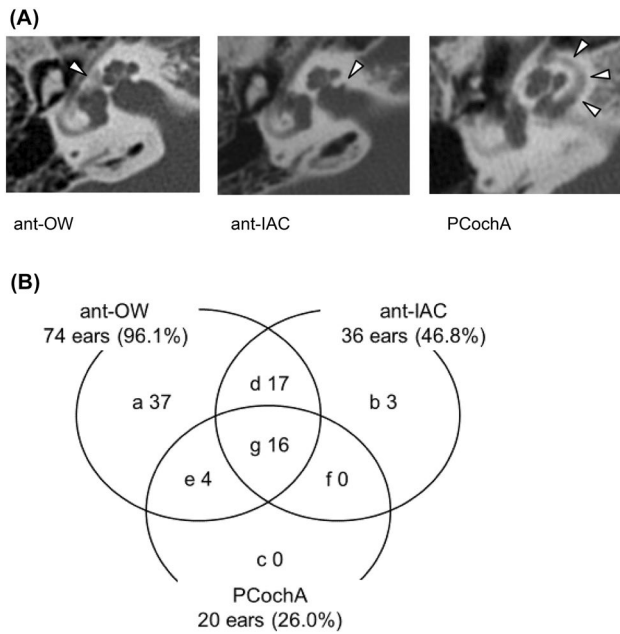 (A)
ant-OW
ant-IAC
PCochA
(B)
ant-OW
74 ears (96.1%)
ant-IAC
36 ears (46.8%)
d 17
a 37
b 3
g 16
e 4
f 0
c 0
PCochA
20 ears (26.0%)